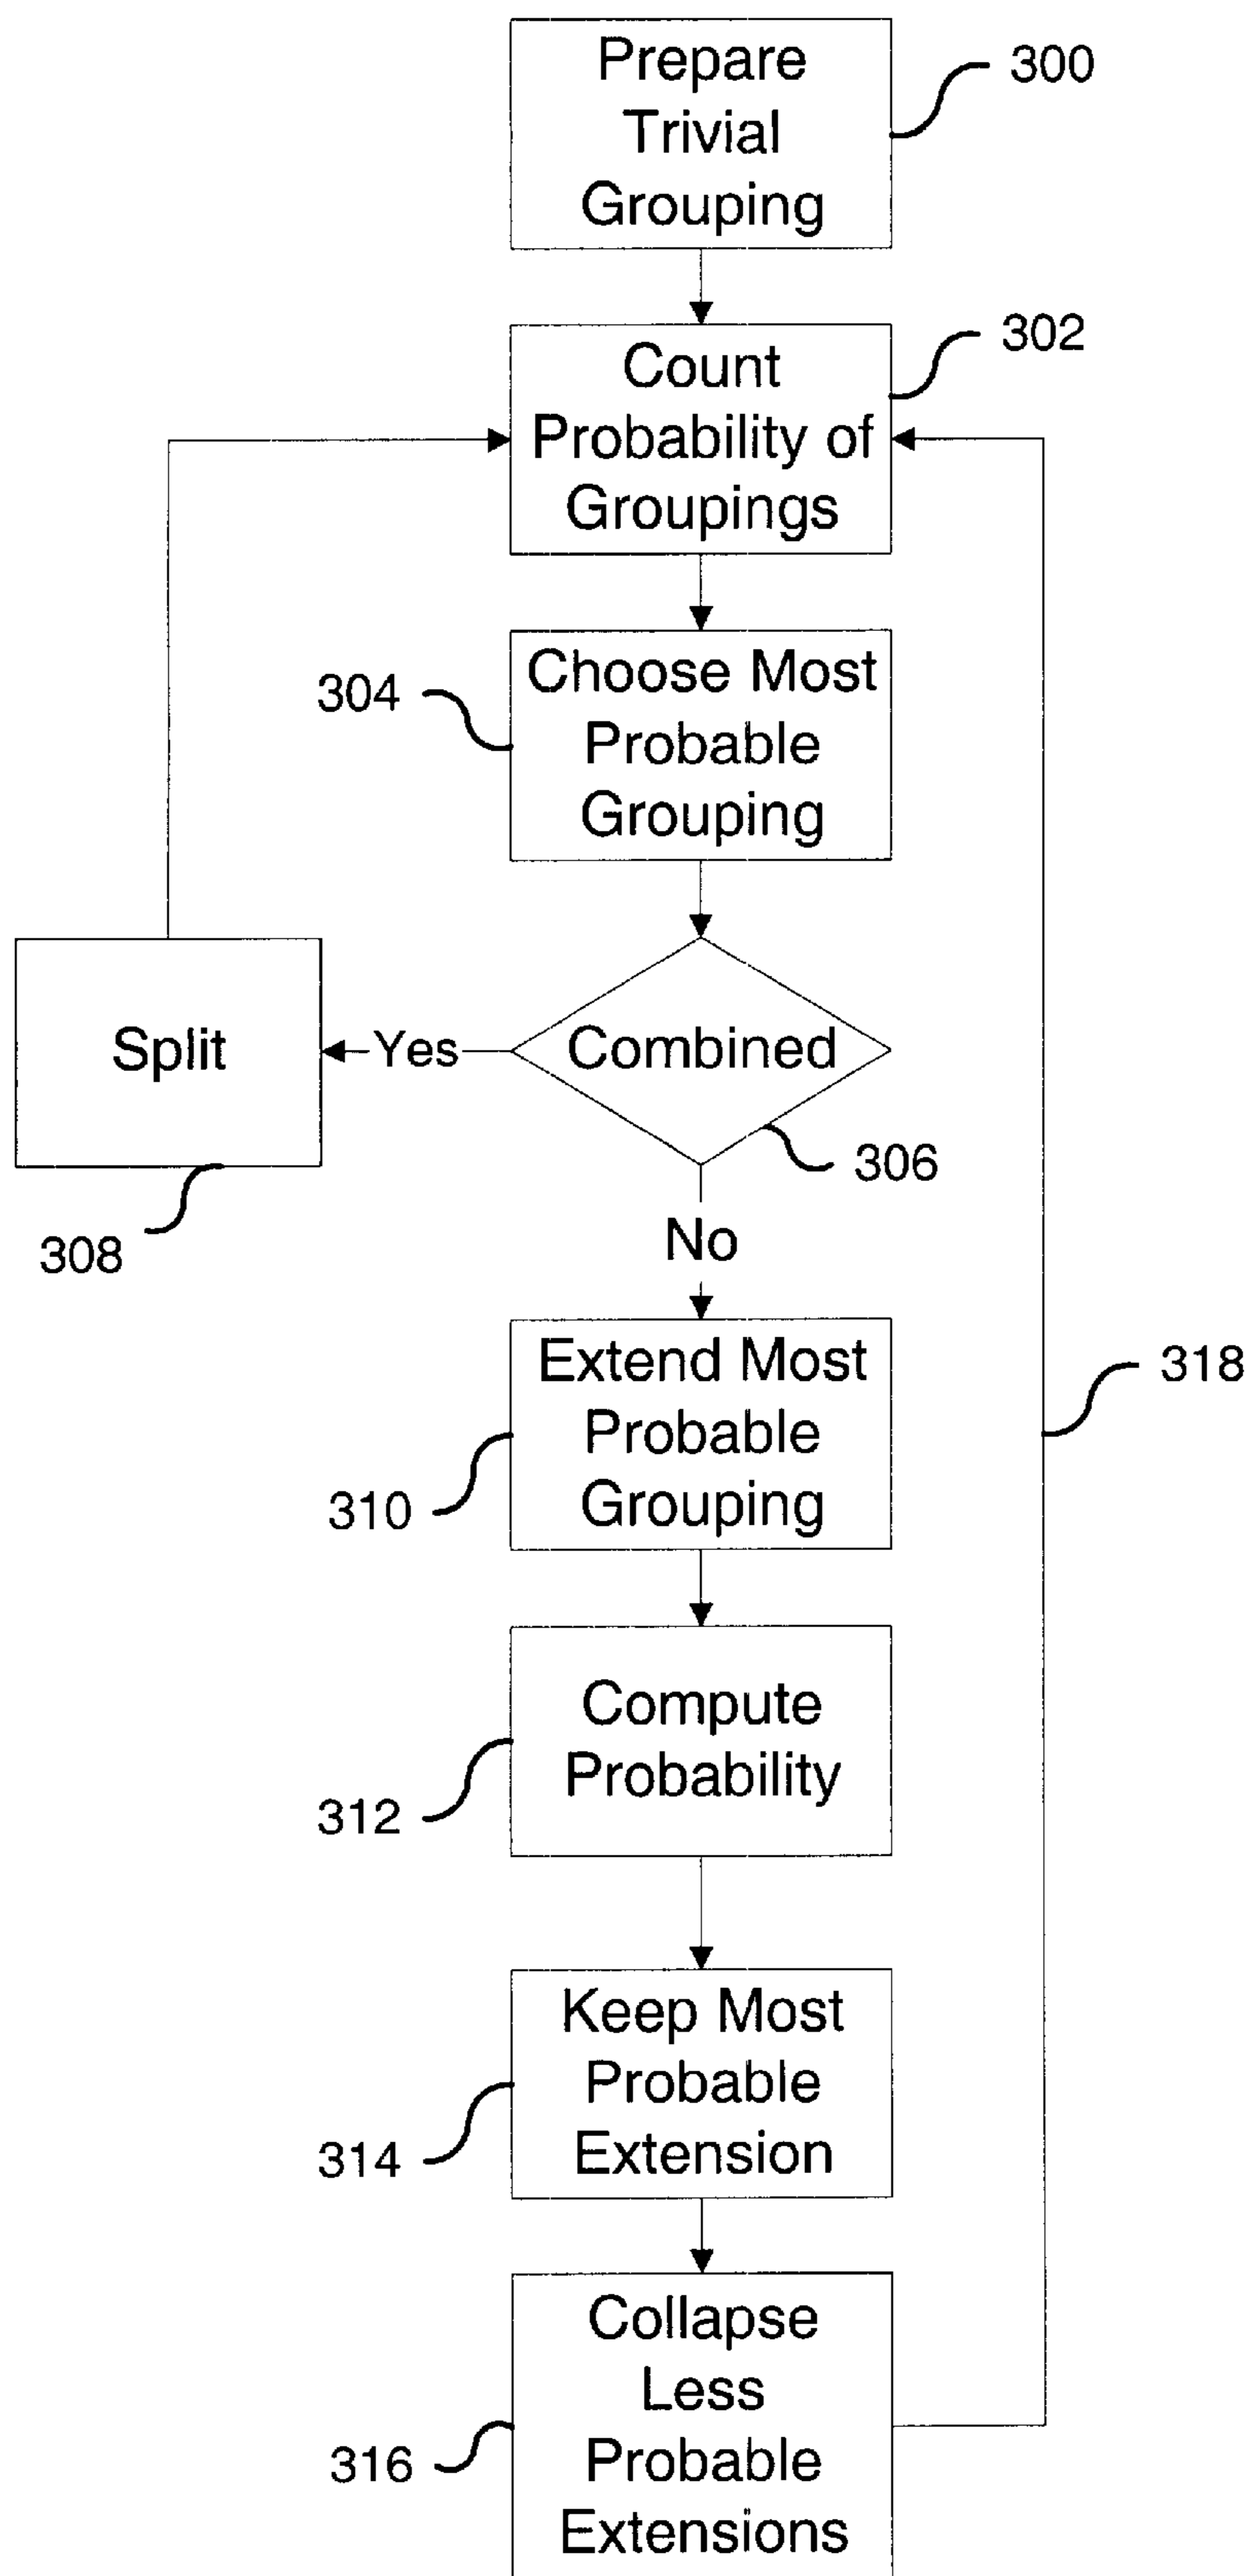 Prepare
Trivial
Grouping
300
Count
Probability of
Groupings
302
Choose Most
Probable
Grouping
304
Combined
306
Yes
Split
308
No
Extend Most
Probable
Grouping
310
318
Compute
Probability
312
Keep Most
Probable
Extension
314
Collapse
Less
Probable
Extensions
316